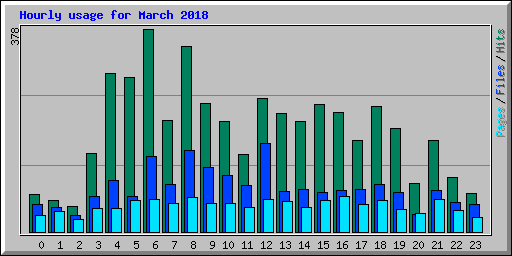 Hourly usage for March 2018
378
Pages / Files / Hits
0 1 2 3 4 5 6 7 8 9 10 11 12 13 14 15 16 17 18 19 20 21 22 23